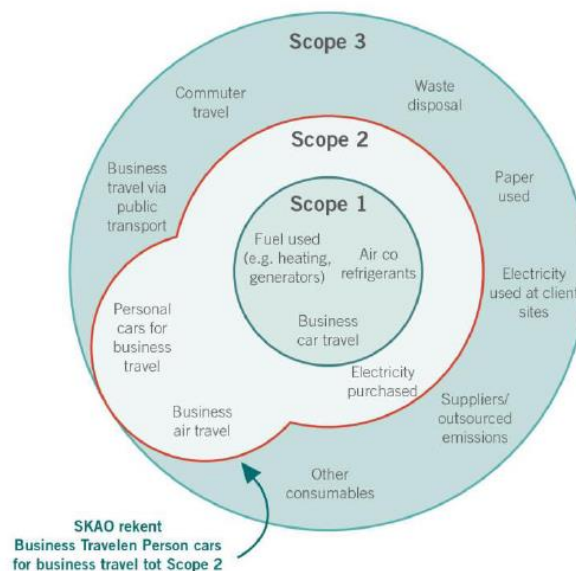 Scope 3
Commuter
travel
Waste
disposal
Scope 2
Business
travel via
public
transport
Paper
used
Scope 1
Fuel used
(e.g. heating,
generators)
Air co
refrigerants
Electricity
used at client
sites
Business
car travel
Personal
cars for
business
travel
Electricity
purchased
Business
air travel
Suppliers/
outsourced
emissions
Other
consumables
SKAO rekent
Business Travelen Person cars
for business travel tot Scope 2